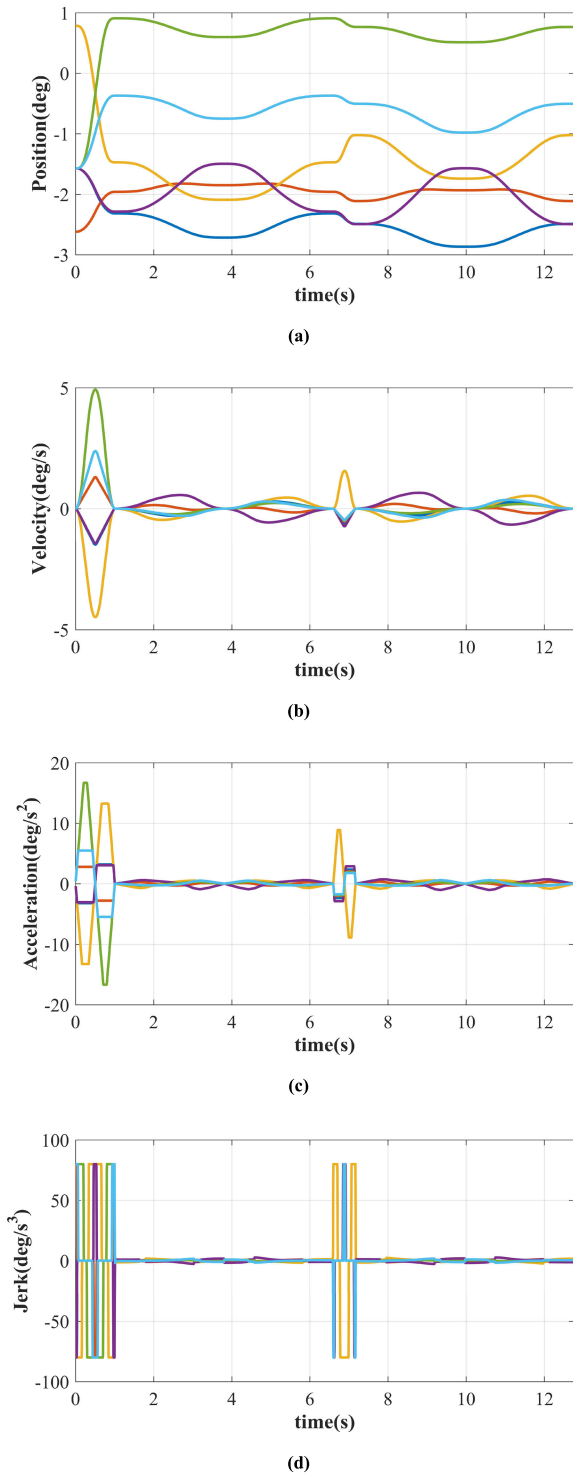 1
0
-1
-2
-3
Position(deg)
0 2 4 6 8 10 12
time(s)
(a)
5
0
-5
Velocity(deg/s)
0 2 4 6 8 10 12
time(s)
(b)
20
10
0
-10
-20
Acceleration(deg/s²)
0 2 4 6 8 10 12
time(s)
(c)
100
50
0
-50
-100
Jerk(deg/s³)
0 2 4 6 8 10 12
time(s)
(d)